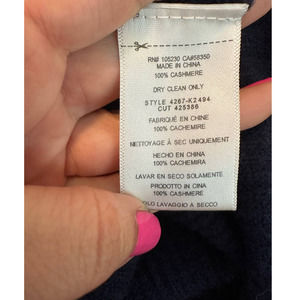 RN# 105230 CA#58350
MADE IN CHINA
100% CASHMERE
DRY CLEAN ONLY
STYLE 4267-K2494
CUT 425386
FABRIQUÉ EN CHINE
100% CACHEMIRE
NETTOYAGE À SEC UNIQUEMENT
HECHO EN CHINA
100% CACHEMIRA
LAVAR EN SECO SOLAMENTE
PRODOTTO IN CINA
100% CASHMERE
SOLO LAVAGGIO A SECCO